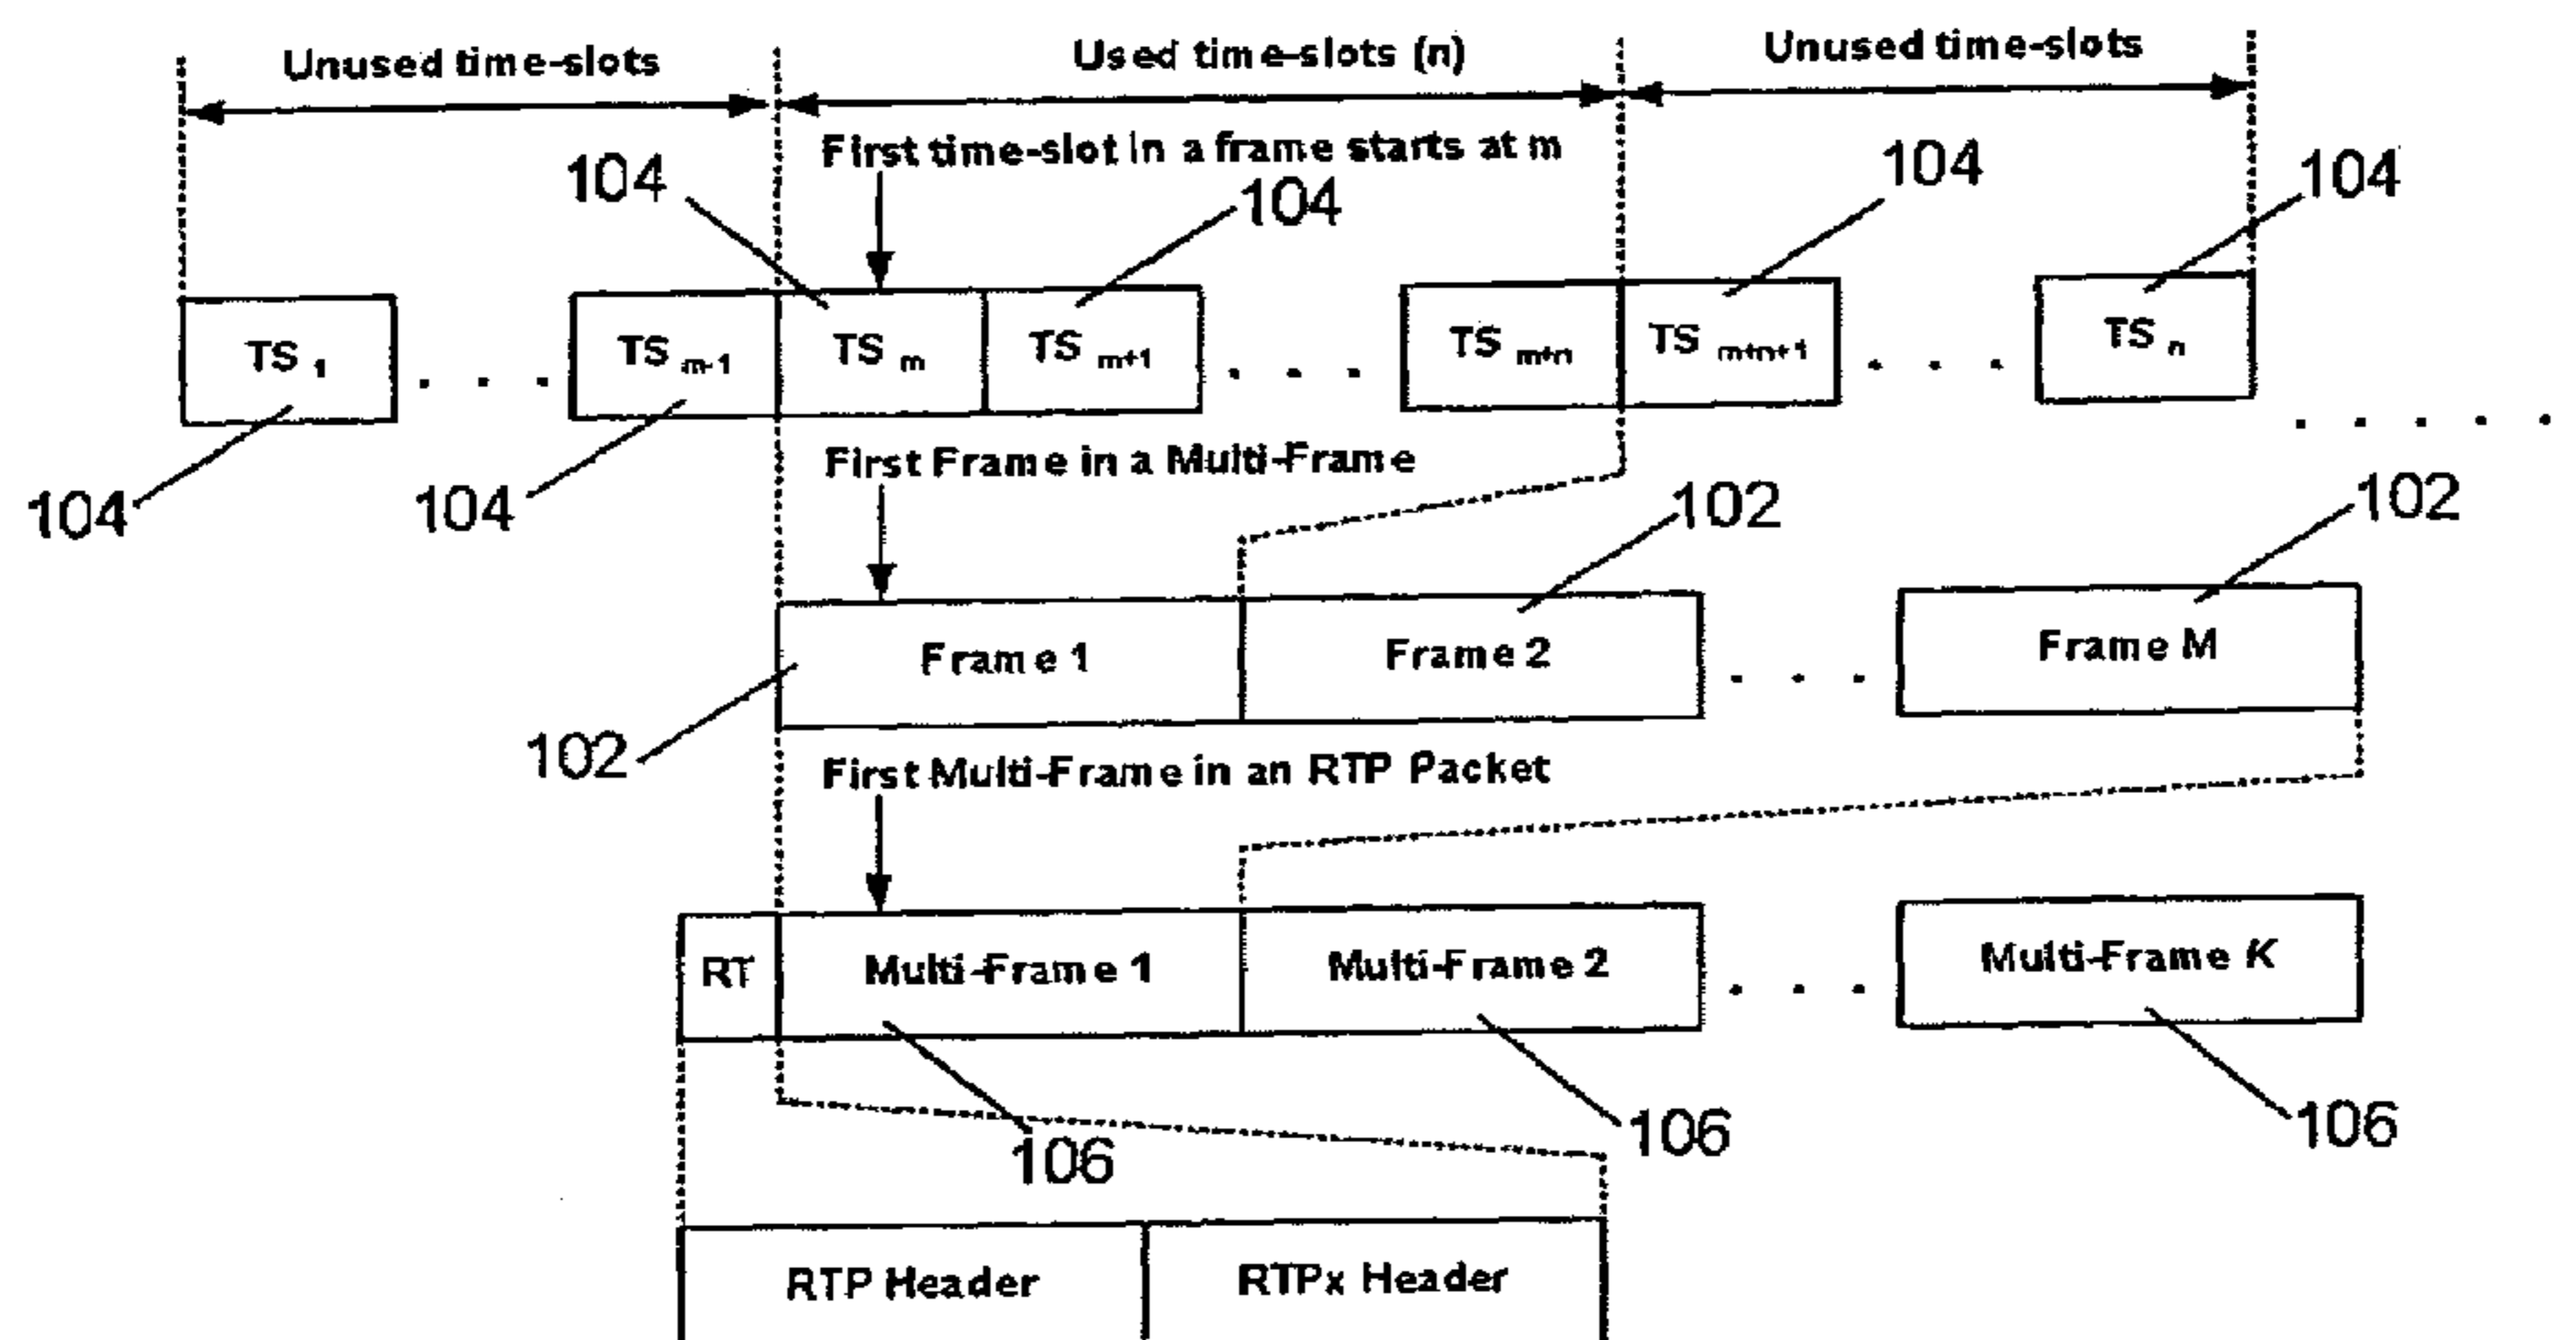 Unused time-slots Used time-slots (n) Unused time-slots
First time-slot in a frame starts at m
104 104 104 104
TS 1 . . . TS m-1 TS m TS m+1 . . . TS m+n TS m+n+1 . . . TS n . . . . .
First Frame in a Multi-Frame
104 104 102 102
Frame 1 Frame 2 . . . Frame M
102
First Multi-Frame in an RTP Packet
RT Multi-Frame 1 Multi-Frame 2 . . . Multi-Frame K
106 106 106
RTP Header RTPx Header